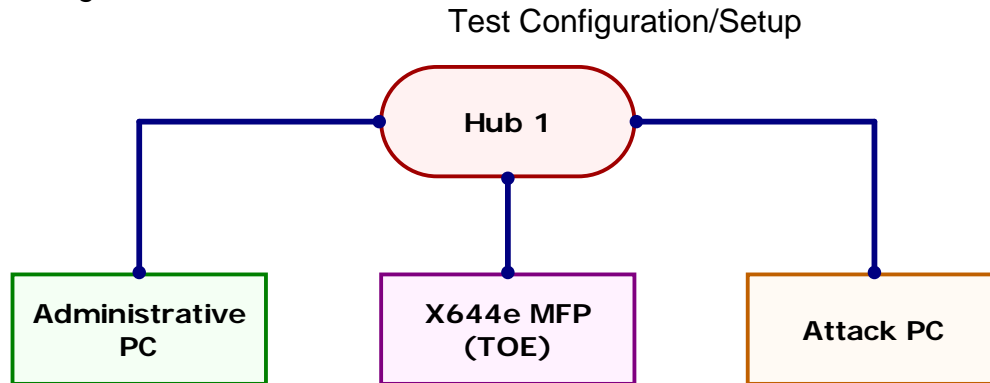 Test Configuration/Setup
Hub 1
Administrative
PC
X644e MFP
(TOE)
Attack PC